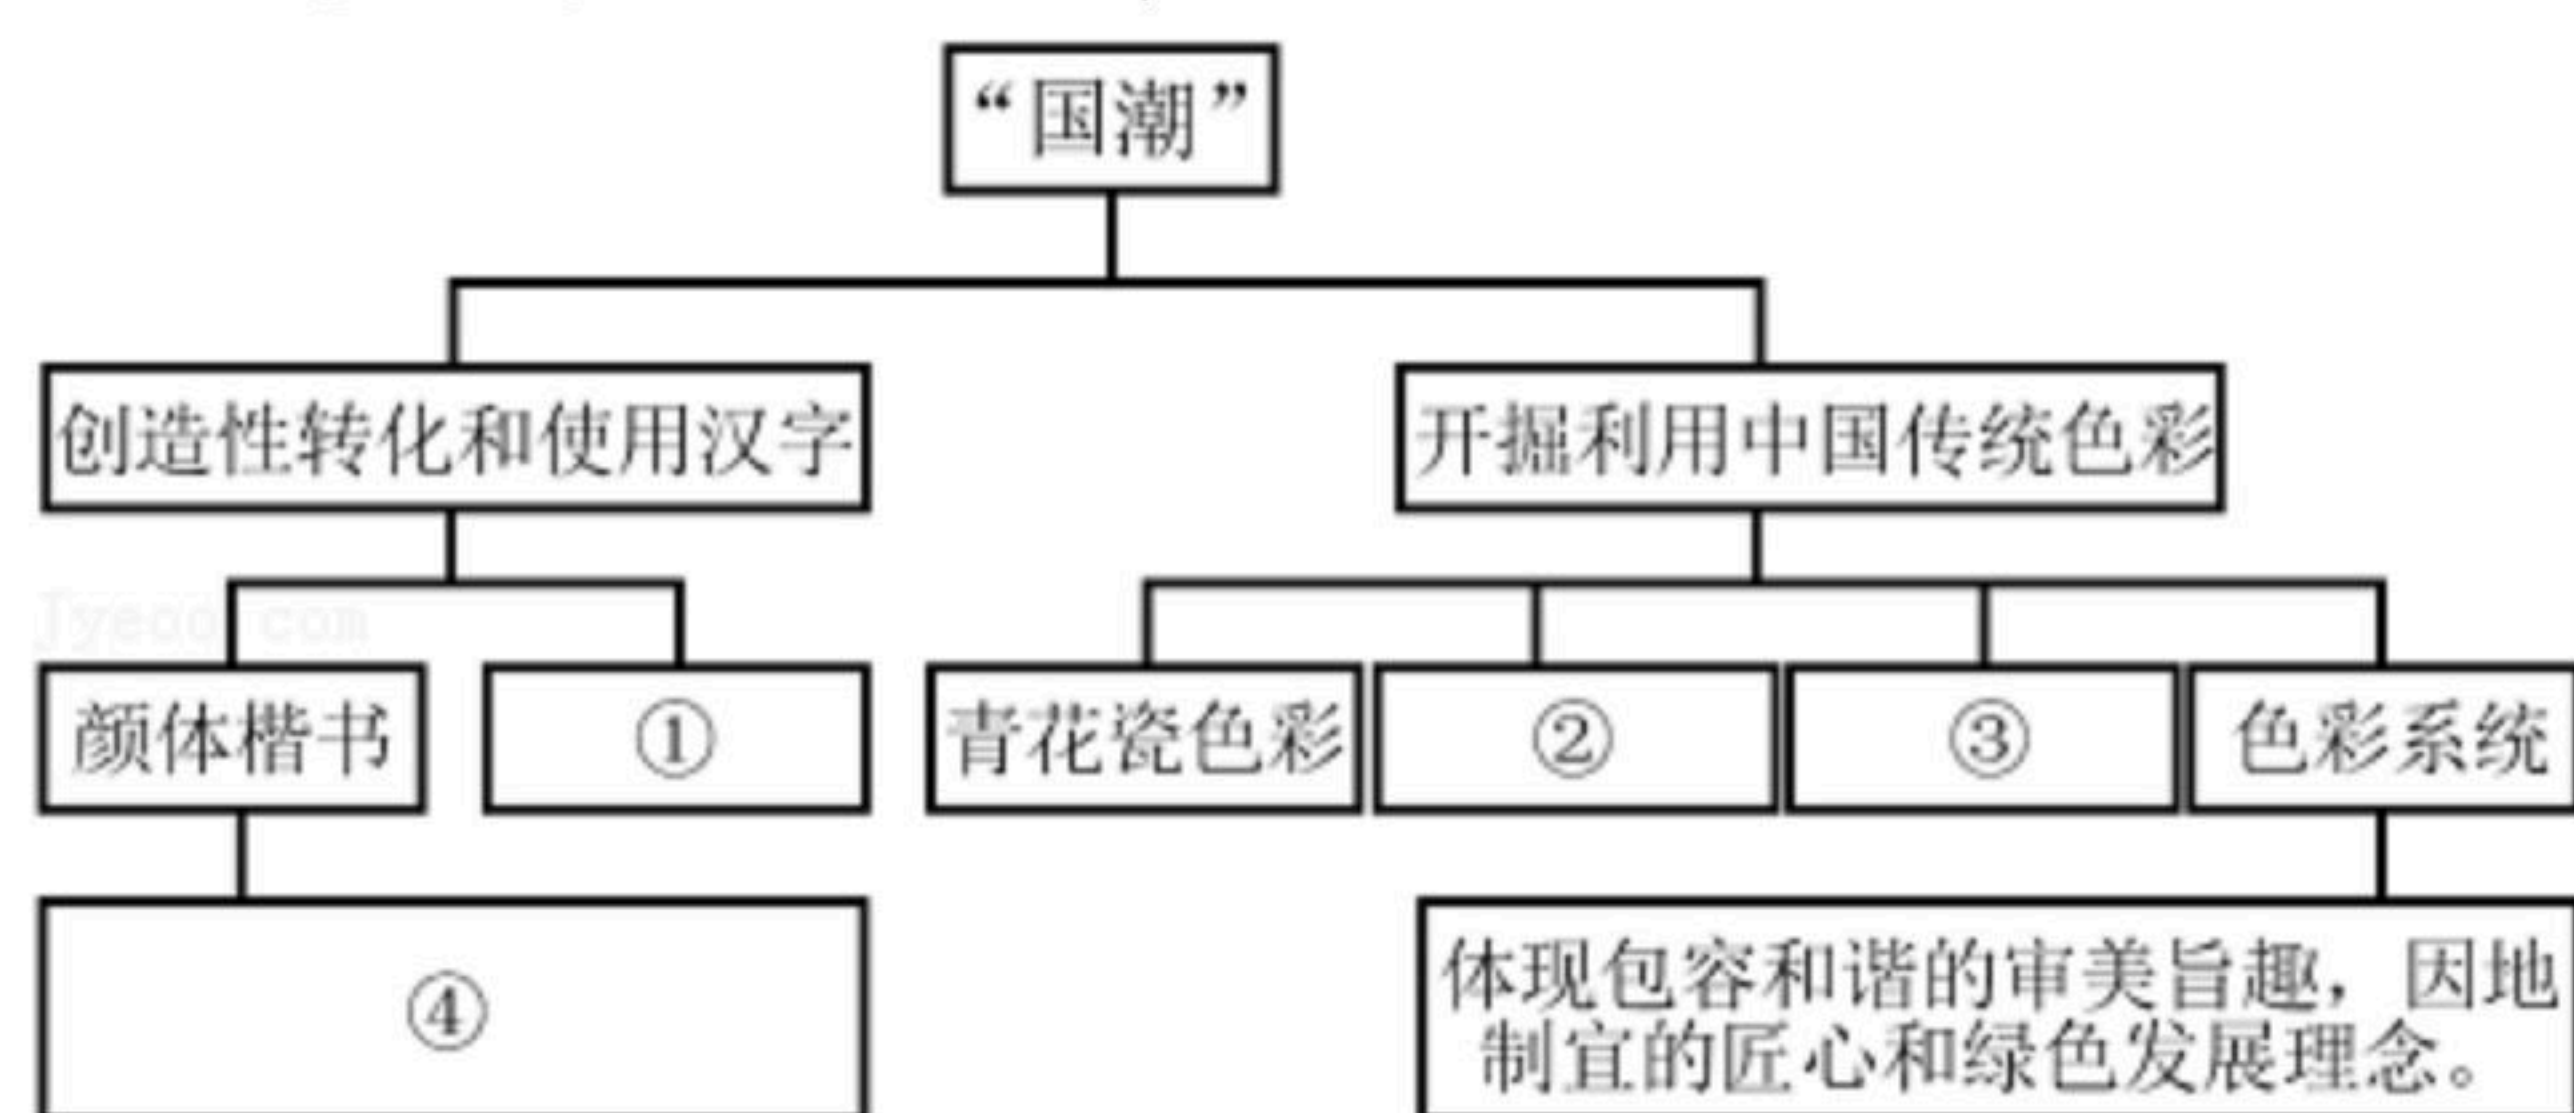 “国潮”
创造性转化和使用汉字
开掘利用中国传统色彩
Jyeoo.com
颜体楷书
①
青花瓷色彩
②
③
色彩系统
④
体现包容和谐的审美旨趣，因地
制宜的匠心和绿色发展理念。